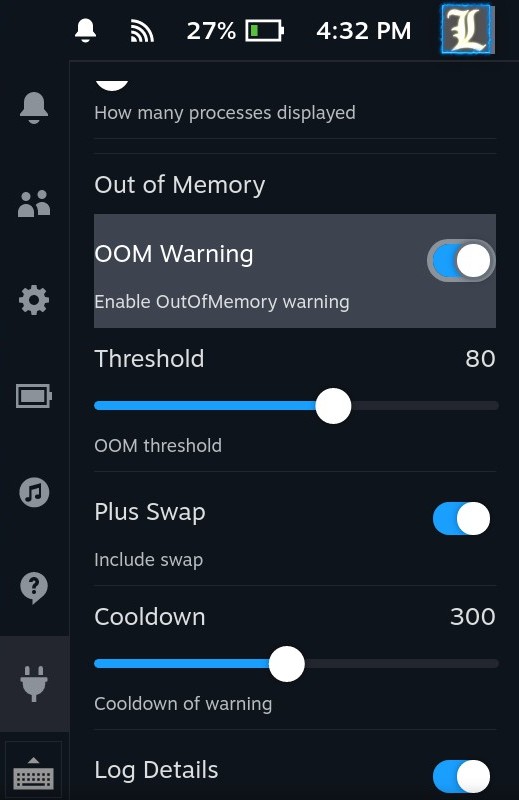 27% 4:32 PM
How many processes displayed
Out of Memory
OOM Warning
Enable OutOfMemory warning
Threshold 80
OOM threshold
Plus Swap
Include swap
Cooldown 300
Cooldown of warning
Log Details